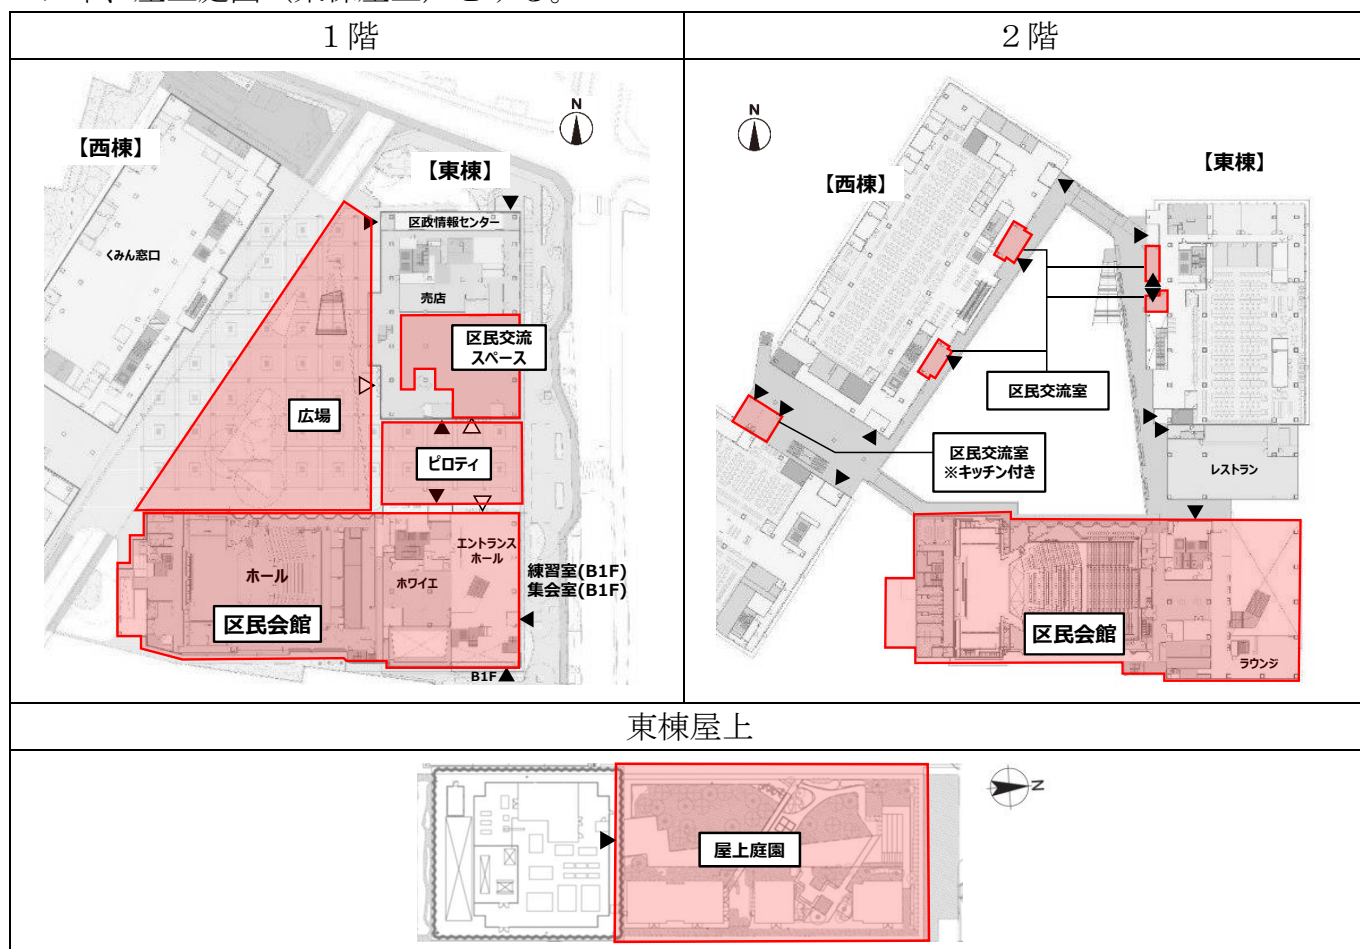 １階
２階
N
【西棟】
【東棟】
区政情報センター
くみん窓口
売店
区民交流
スペース
広場
ピロティ
エントランス
ホール
ホール
ホワイエ
練習室(B1F)
集会室(B1F)
区民会館
B1F
N
【東棟】
【西棟】
区民交流室
区民交流室
※キッチン付き
レストラン
区民会館
ラウンジ
東棟屋上
N
屋上庭園